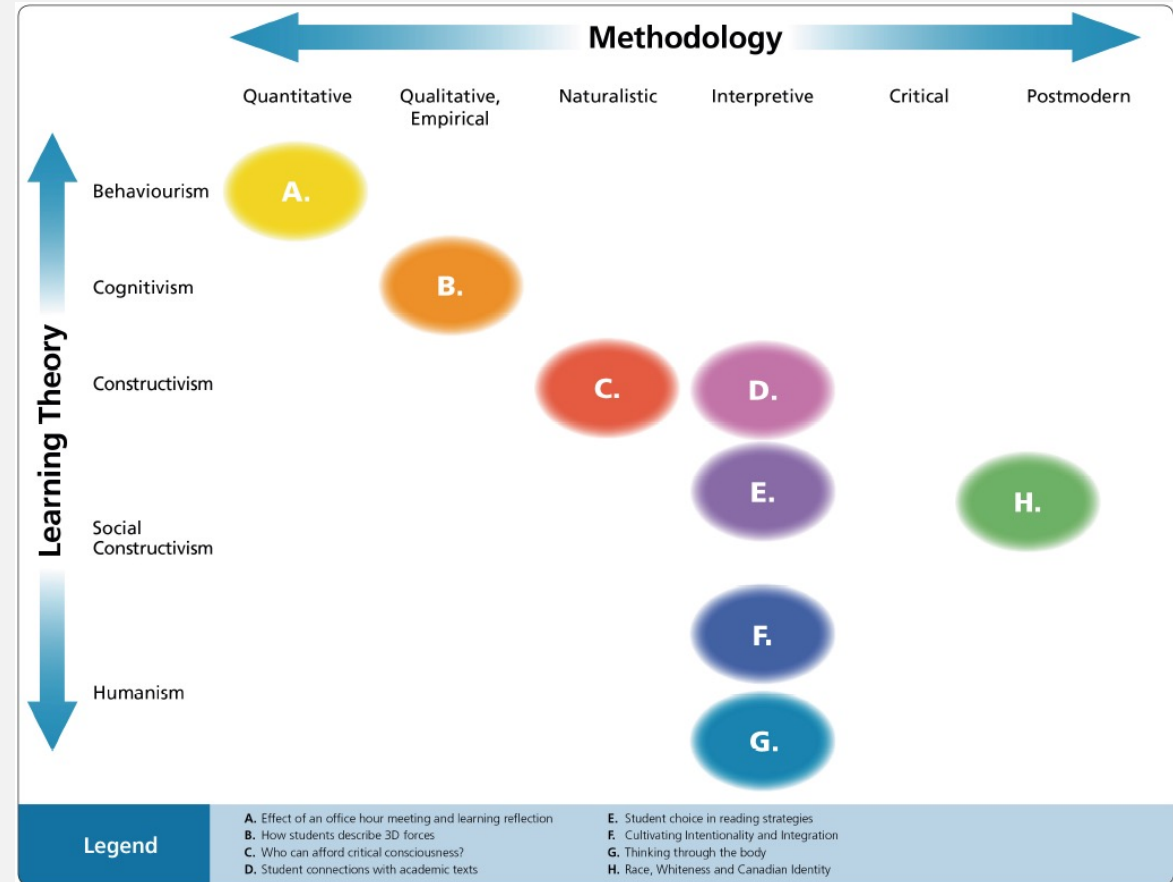 Methodology
Quantitative
Qualitative,
Empirical
Naturalistic
Interpretive
Critical
Postmodern
Learning Theory
Behaviourism
Cognitivism
Constructivism
Social
Constructivism
Humanism
A.
B.
C.
D.
E.
H.
F.
G.
Legend
A. Effect of an office hour meeting and learning reflection
B. How students describe 3D forces
C. Who can afford critical consciousness?
D. Student connections with academic texts
E. Student choice in reading strategies
F. Cultivating Intentionality and Integration
G. Thinking through the body
H. Race, Whiteness and Canadian Identity